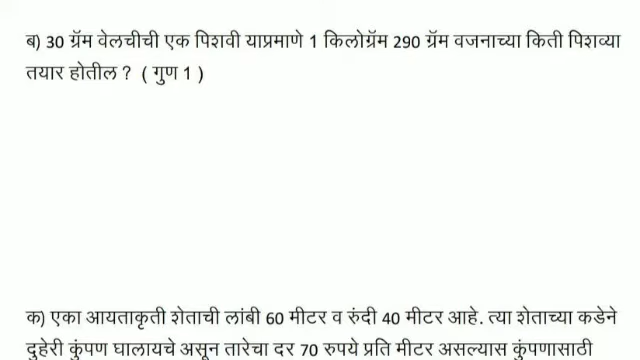 ब) 30 ग्रॅम वेलचीची एक पिशवी याप्रमाणे 1 किलोग्रॅम 290 ग्रॅम वजनाच्या किती पिशव्या
तयार होतील ? ( गुण 1 )
क) एका आयताकृती शेताची लांबी 60 मीटर व रुंदी 40 मीटर आहे. त्या शेताच्या कडेने
दुहेरी कुंपण घालायचे असून तारेचा दर 70 रुपये प्रति मीटर असल्यास कुंपणासाठी